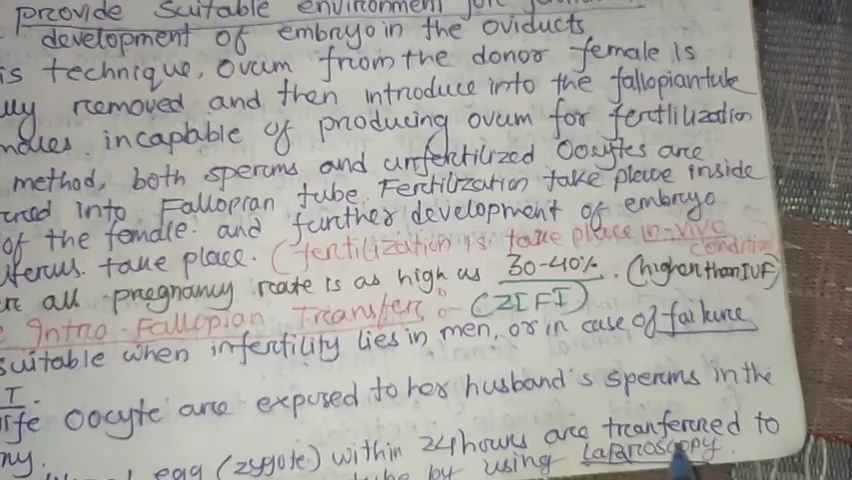 provide suitable environment for
development of embryo in the oviducts
is technique, ovum from the donor female is
lly removed and then introduce into the fallopiantube
incapable of producing ovum for fertlilization
method, both sperms and unfertilized Oocytes are
into Fallopian tube. Fertilization take place inside
of the female and further development of embryo
uterus. take place. (fertilization is take place in-vivo
condition)
all pregnancy rate is as high as 30-40%. (higher than IVF)
Intra Fallopian Transfer :- (ZIFT)
suitable when infertility lies in men, or in case of failure
T.
ife Oocyte are exposed to her husband's sperms in the
ny.
egg (zygote) within 24 hours are tranferred to
by using Laparoscopy.